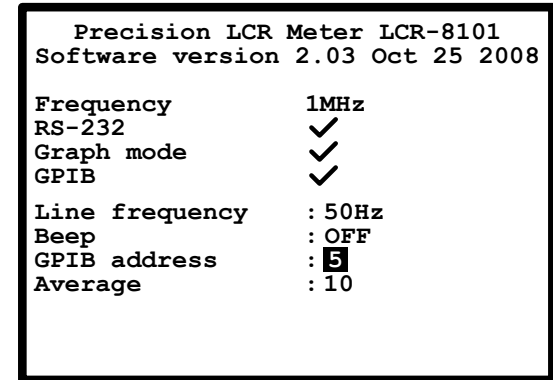 Precision LCR Meter LCR-8101
Software version 2.03 Oct 25 2008
Frequency 1MHz
RS-232 ✓
Graph mode ✓
GPIB ✓
Line frequency : 50Hz
Beep : OFF
GPIB address : 5
Average : 10